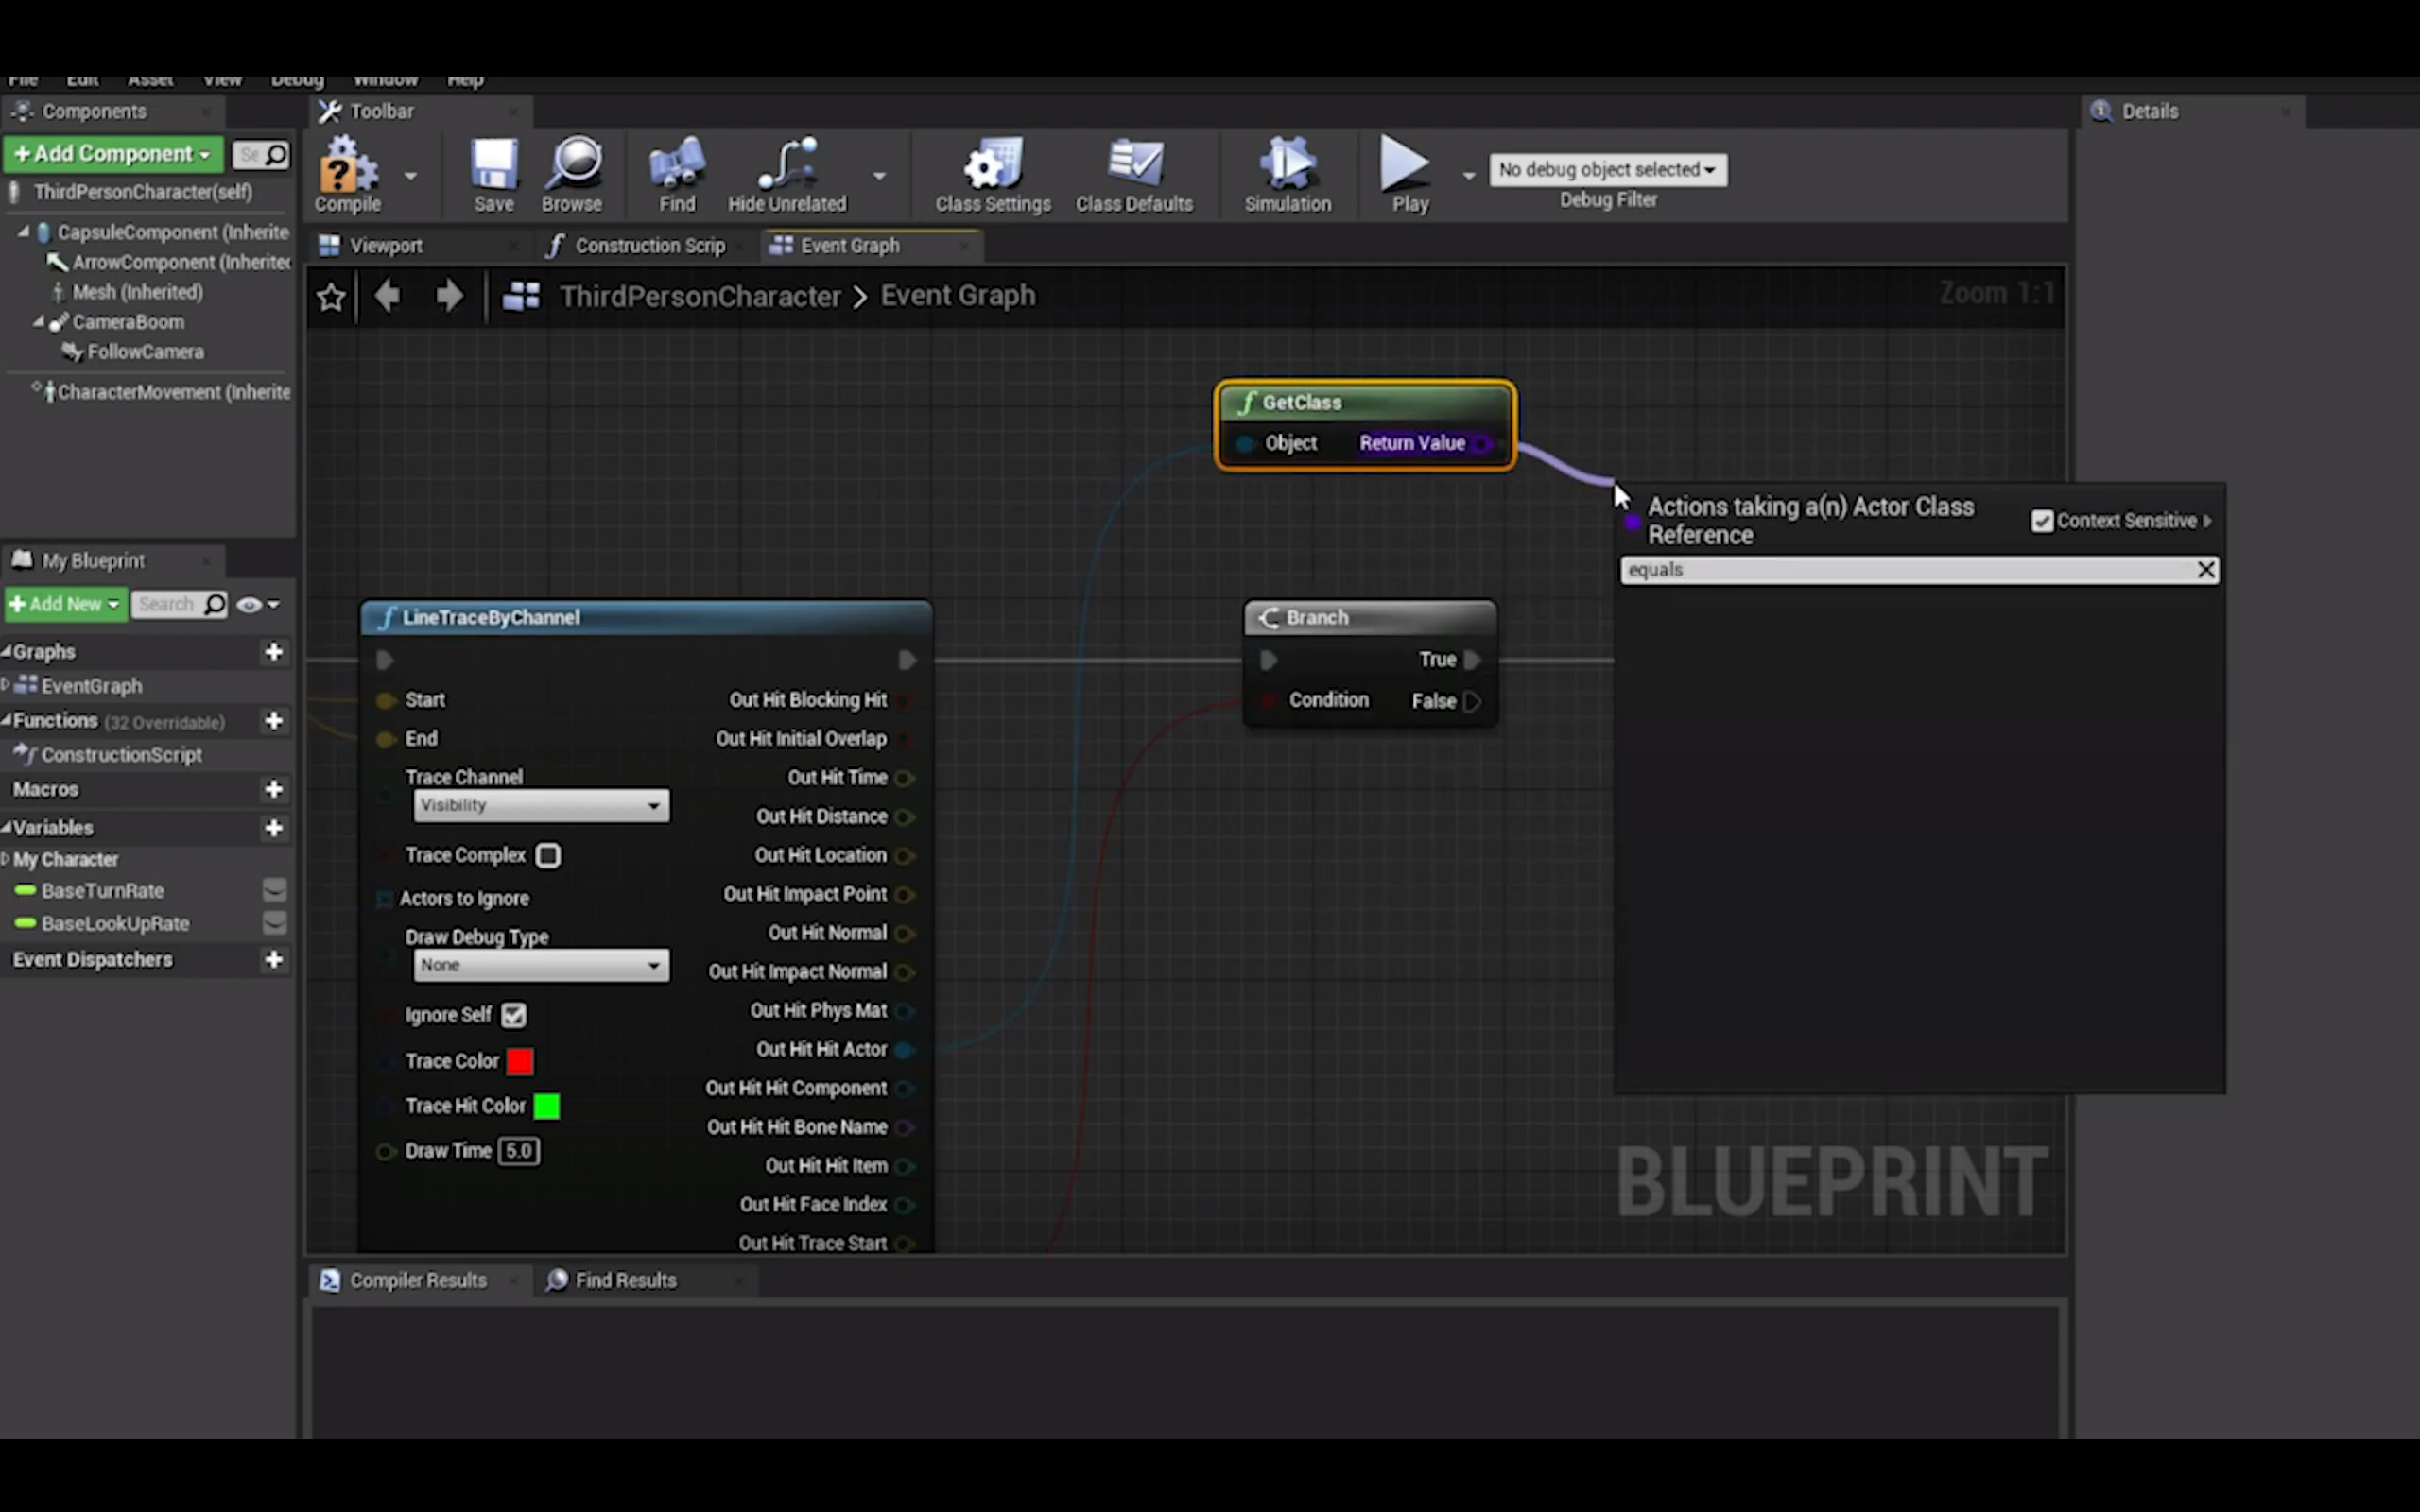 File Edit Asset View Debug Window Help
Components
Toolbar
Details
+Add Component
Se
Compile
Save
Browse
Find
Hide Unrelated
Class Settings
Class Defaults
Simulation
Play
No debug object selected
Debug Filter
ThirdPersonCharacter(self)
CapsuleComponent (Inherite
ArrowComponent (Inherited
Mesh (Inherited)
CameraBoom
FollowCamera
CharacterMovement (Inherite
Viewport
Construction Scrip
Event Graph
ThirdPersonCharacter > Event Graph
Zoom 1:1
GetClass
Object Return Value
Actions taking a(n) Actor Class
Reference
Context Sensitive
equals
My Blueprint
+Add New
Search
Graphs
EventGraph
Functions (32 Overridable)
ConstructionScript
Macros
Variables
My Character
BaseTurnRate
BaseLookUpRate
Event Dispatchers
LineTraceByChannel
Start
End
Trace Channel
Visibility
Trace Complex
Actors to Ignore
Draw Debug Type
None
Ignore Self
Trace Color
Trace Hit Color
Draw Time 5.0
Out Hit Blocking Hit
Out Hit Initial Overlap
Out Hit Time
Out Hit Distance
Out Hit Location
Out Hit Impact Point
Out Hit Normal
Out Hit Impact Normal
Out Hit Phys Mat
Out Hit Hit Actor
Out Hit Hit Component
Out Hit Hit Bone Name
Out Hit Hit Item
Out Hit Face Index
Out Hit Trace Start
Branch
True
Condition False
BLUEPRINT
Compiler Results
Find Results